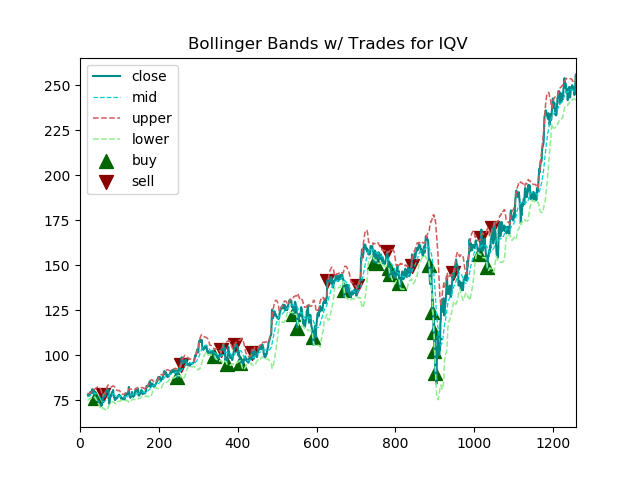 Bollinger Bands w/ Trades for IQV
close
mid
upper
lower
buy
sell
250
225
200
175
150
125
100
75
0 200 400 600 800 1000 1200